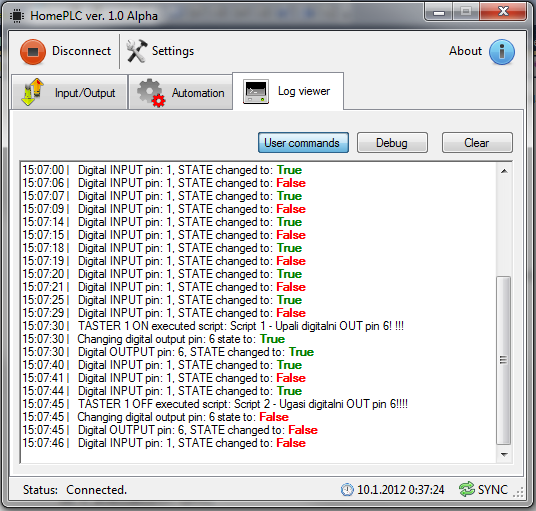 HomePLC ver. 1.0 Alpha
Disconnect Settings About
Input/Output Automation Log viewer
User commands Debug Clear
15:07:00 | Digital INPUT pin: 1, STATE changed to: True
15:07:06 | Digital INPUT pin: 1, STATE changed to: False
15:07:07 | Digital INPUT pin: 1, STATE changed to: True
15:07:09 | Digital INPUT pin: 1, STATE changed to: False
15:07:14 | Digital INPUT pin: 1, STATE changed to: True
15:07:15 | Digital INPUT pin: 1, STATE changed to: False
15:07:18 | Digital INPUT pin: 1, STATE changed to: True
15:07:19 | Digital INPUT pin: 1, STATE changed to: False
15:07:20 | Digital INPUT pin: 1, STATE changed to: True
15:07:21 | Digital INPUT pin: 1, STATE changed to: False
15:07:25 | Digital INPUT pin: 1, STATE changed to: True
15:07:29 | Digital INPUT pin: 1, STATE changed to: False
15:07:30 | TASTER 1 ON executed script: Script 1 - Upali digitalni OUT pin 6! !!!
15:07:30 | Changing digital output pin: 6 state to: True
15:07:30 | Digital OUTPUT pin: 6, STATE changed to: True
15:07:40 | Digital INPUT pin: 1, STATE changed to: True
15:07:41 | Digital INPUT pin: 1, STATE changed to: False
15:07:44 | Digital INPUT pin: 1, STATE changed to: True
15:07:45 | TASTER 1 OFF executed script: Script 2 - Ugasi digitalni OUT pin 6!!!!
15:07:45 | Changing digital output pin: 6 state to: False
15:07:45 | Digital OUTPUT pin: 6, STATE changed to: False
15:07:46 | Digital INPUT pin: 1, STATE changed to: False
Status: Connected. 10.1.2012 0:37:24 SYNC